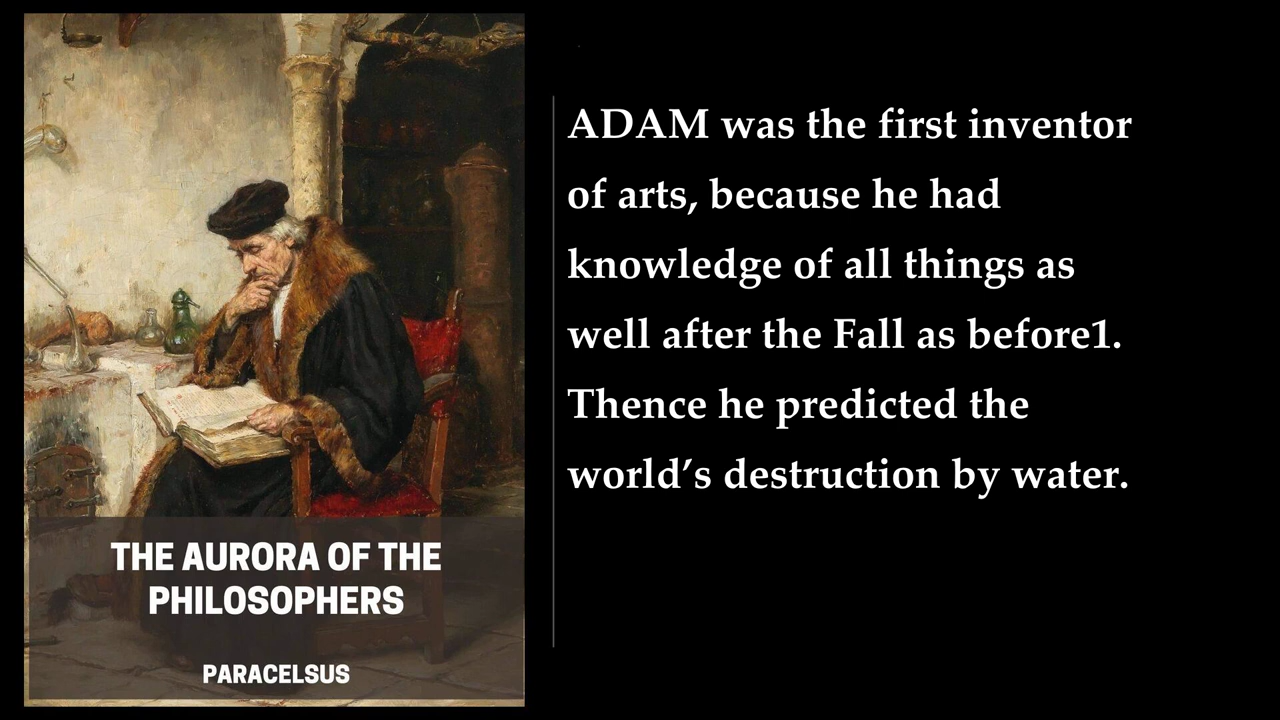 THE AURORA OF THE
PHILOSOPHERS
PARACELSUS
ADAM was the first inventor
of arts, because he had
knowledge of all things as
well after the Fall as before1.
Thence he predicted the
world’s destruction by water.